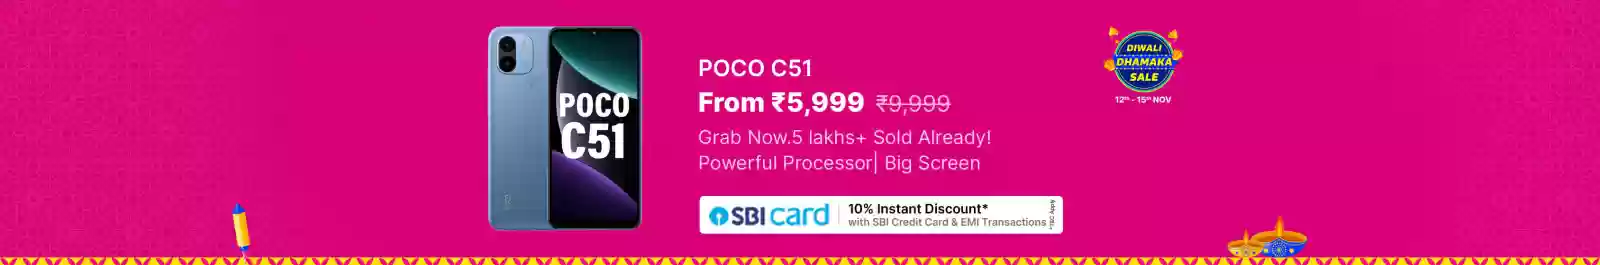 POCO
C51
POCO C51
From ₹5,999 ₹9,999
Grab Now.5 lakhs+ Sold Already!
Powerful Processor| Big Screen
SBI card
10% Instant Discount*
with SBI Credit Card & EMI Transactions
*T&C Apply
DIWALI
DHAMAKA
SALE
12th - 15th NOV